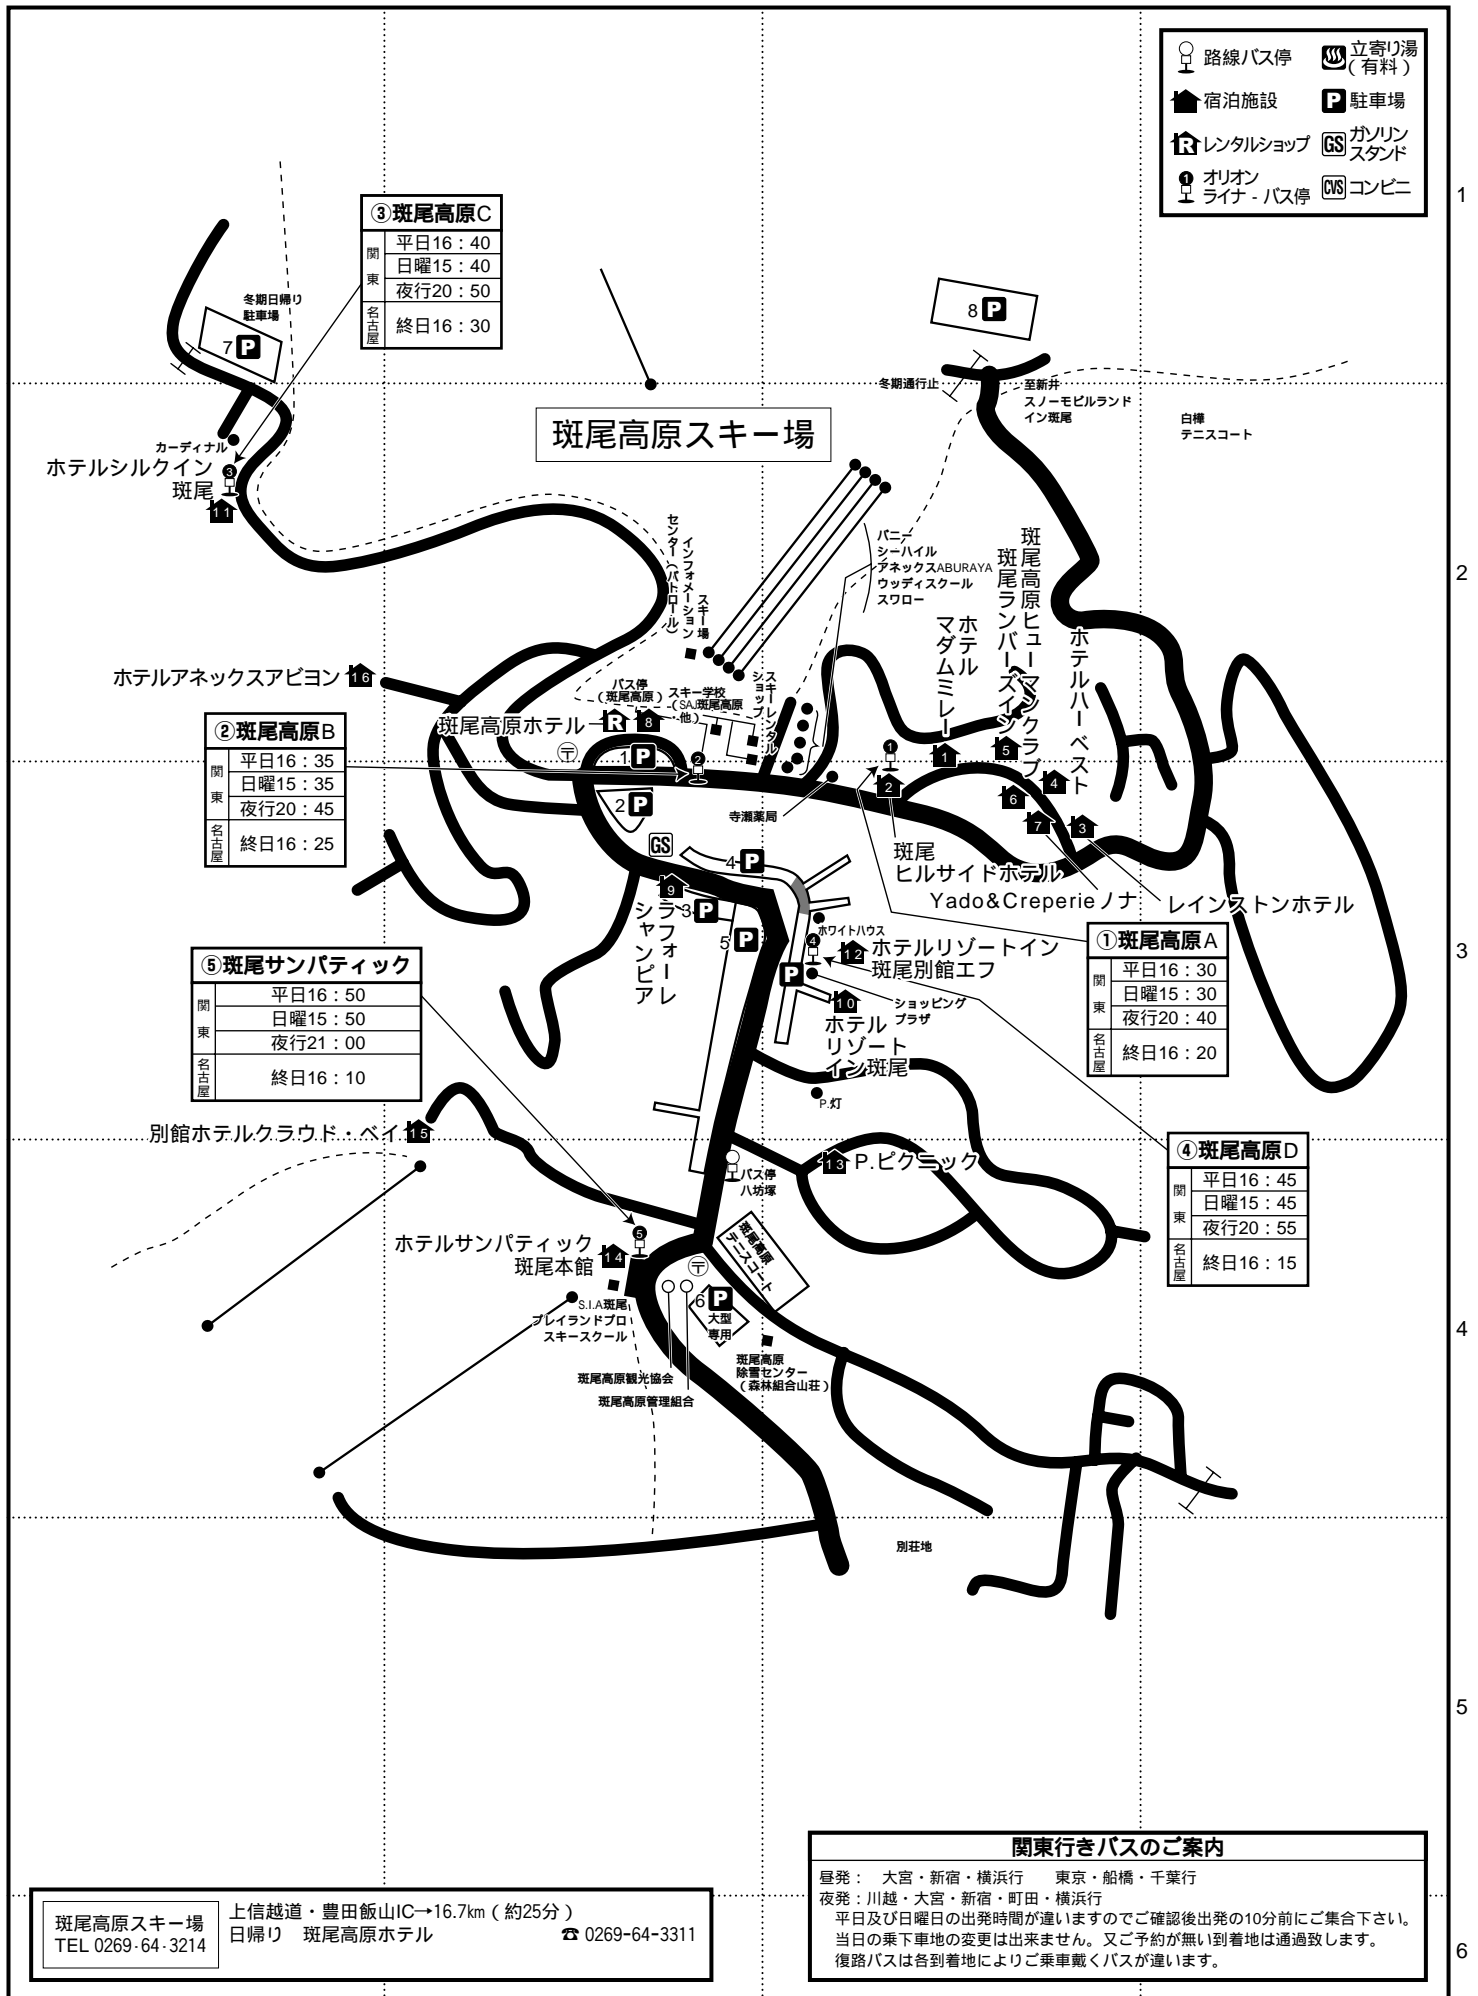 路線バス停
立寄り湯
(有料)
宿泊施設
P 駐車場
R レンタルショップ
GS ガソリン
スタンド
1 オリオン
ライナ - バス停
CVS コンビニ
1
2
3
4
5
6
③斑尾高原C
関東
平日16:40
日曜15:40
夜行20:50
名古屋
終日16:30
冬期日帰り
駐車場
7 P
8 P
冬期通行止
至新井
スノーモビルランド
イン斑尾
白樺
テニスコート
斑尾高原スキー場
カーディナル
ホテルシルクイン
斑尾
3
11
スキー場
インフォメーション
センター(パトロール)
バニー
シーハイル
アネックスABURAYA
ウッディスクール
スワロー
ホテル
マダムミレー
斑尾高原ヒューマンクラブ
斑尾ランバーズイン
ホテルハーベスト
ホテルアネックスアビヨン
16
バス停
(斑尾高原)
スキー学校
(SAJ斑尾高原
他)
スキーレンタル
ショップ
斑尾高原ホテル
R
8
〒
1 P
2
2 P
1
1
2
5
4
6
7
3
②斑尾高原B
関東
平日16:35
日曜15:35
夜行20:45
名古屋
終日16:25
寺瀬薬局
GS
4 P
9
3 P
5 P
ラフォーレ
シャンピア
斑尾
ヒルサイドホテル
Yado&Creperieノナ
レインストンホテル
ホワイトハウス
4
12
ホテルリゾートイン
斑尾別館エフ
P
10
ショッピング
プラザ
ホテル
リゾート
イン斑尾
P.灯
①斑尾高原A
関東
平日16:30
日曜15:30
夜行20:40
名古屋
終日16:20
⑤斑尾サンパティック
関東
平日16:50
日曜15:50
夜行21:00
名古屋
終日16:10
別館ホテルクラウド・ベイ
15
13
P.ピクニック
バス停
八坊塚
④斑尾高原D
関東
平日16:45
日曜15:45
夜行20:55
名古屋
終日16:15
ホテルサンパティック
斑尾本館
14
5
〒
斑尾高原
テニスコート
6 P
大型
専用
S.I.A斑尾
プレイランドプロ
スキースクール
斑尾高原観光協会
斑尾高原管理組合
斑尾高原
除雪センター
(森林組合山荘)
別荘地
斑尾高原スキー場
TEL 0269-64-3214
上信越道・豊田飯山IC→16.7km(約25分)
日帰り 斑尾高原ホテル ☎ 0269-64-3311
関東行きバスのご案内
昼発: 大宮・新宿・横浜行 東京・船橋・千葉行
夜発:川越・大宮・新宿・町田・横浜行
平日及び日曜日の出発時間が違いますのでご確認後出発の10分前にご集合下さい。
当日の乗下車地の変更は出来ません。又ご予約が無い到着地は通過致します。
復路バスは各到着地によりご乗車戴くバスが違います。